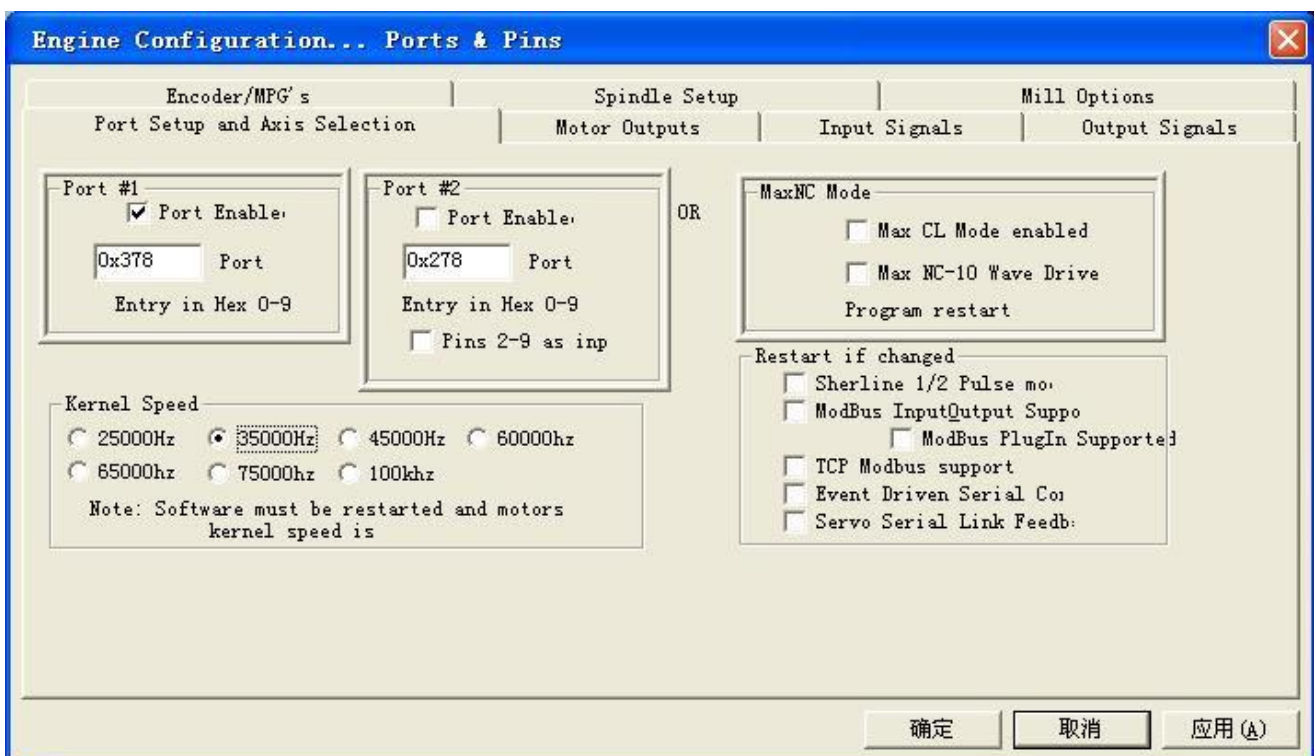 Engine Configuration... Ports & Pins
Encoder/MPG's
Spindle Setup
Mill Options
Port Setup and Axis Selection
Motor Outputs
Input Signals
Output Signals
Port #1
Port Enable
0x378
Port
Entry in Hex 0-9
Port #2
Port Enable
0x278
Port
Entry in Hex 0-9
Pins 2-9 as inp
OR
MaxNC Mode
Max CL Mode enabled
Max NC-10 Wave Drive
Program restart
Restart if changed
Sherline 1/2 Pulse mo
ModBus InputOutput Suppo
ModBus PlugIn Supported
TCP Modbus support
Event Driven Serial Co
Servo Serial Link Feedb
Kernel Speed
25000Hz
35000Hz
45000Hz
60000hz
65000hz
75000hz
100khz
Note: Software must be restarted and motors
kernel speed is
确定
取消
应用(A)